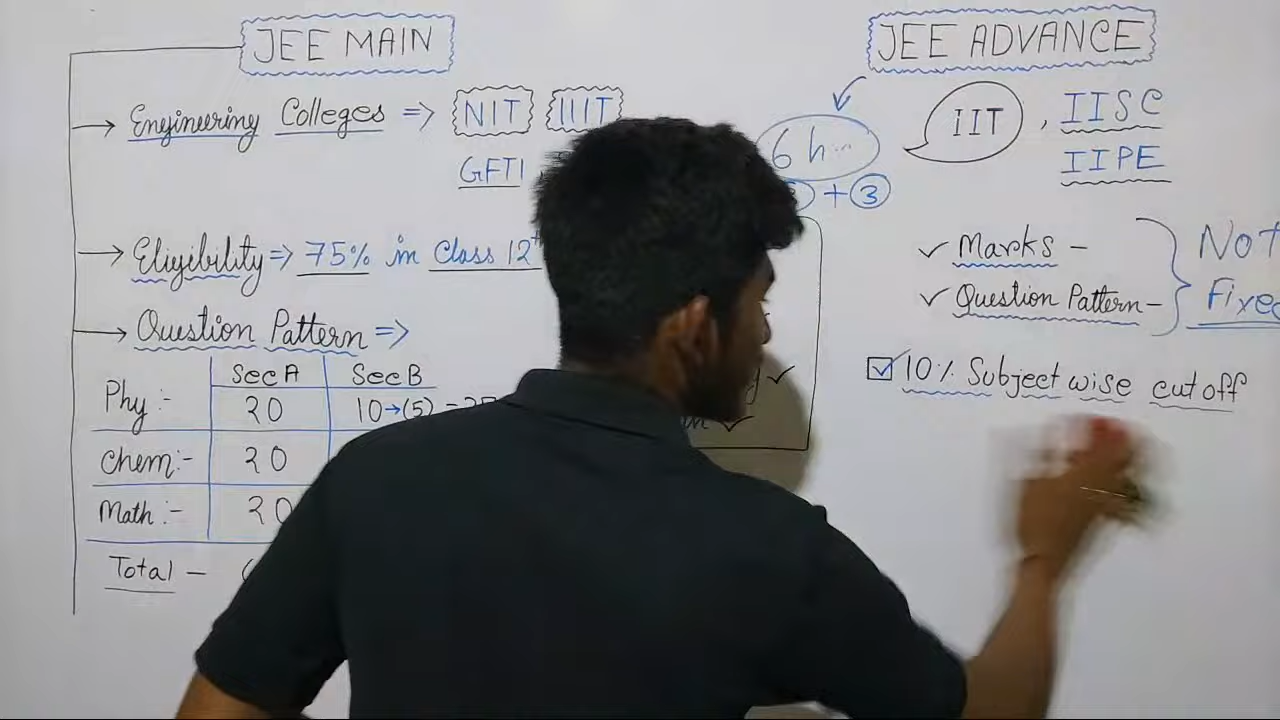 JEE MAIN
Engineering Colleges => NIT IIIT
GFTI
Eligibility => 75% in Class 12
Question Pattern =>
Sec A Sec B
Phy :- 20 10→(5)
Chem :- 20
Math :- 20
Total -
JEE ADVANCE
6 h...
+ 3
IIT , IISC
IIPE
✓ Marks -
✓ Question Pattern -
Not
Fixed
☑ 10% Subject wise cut off